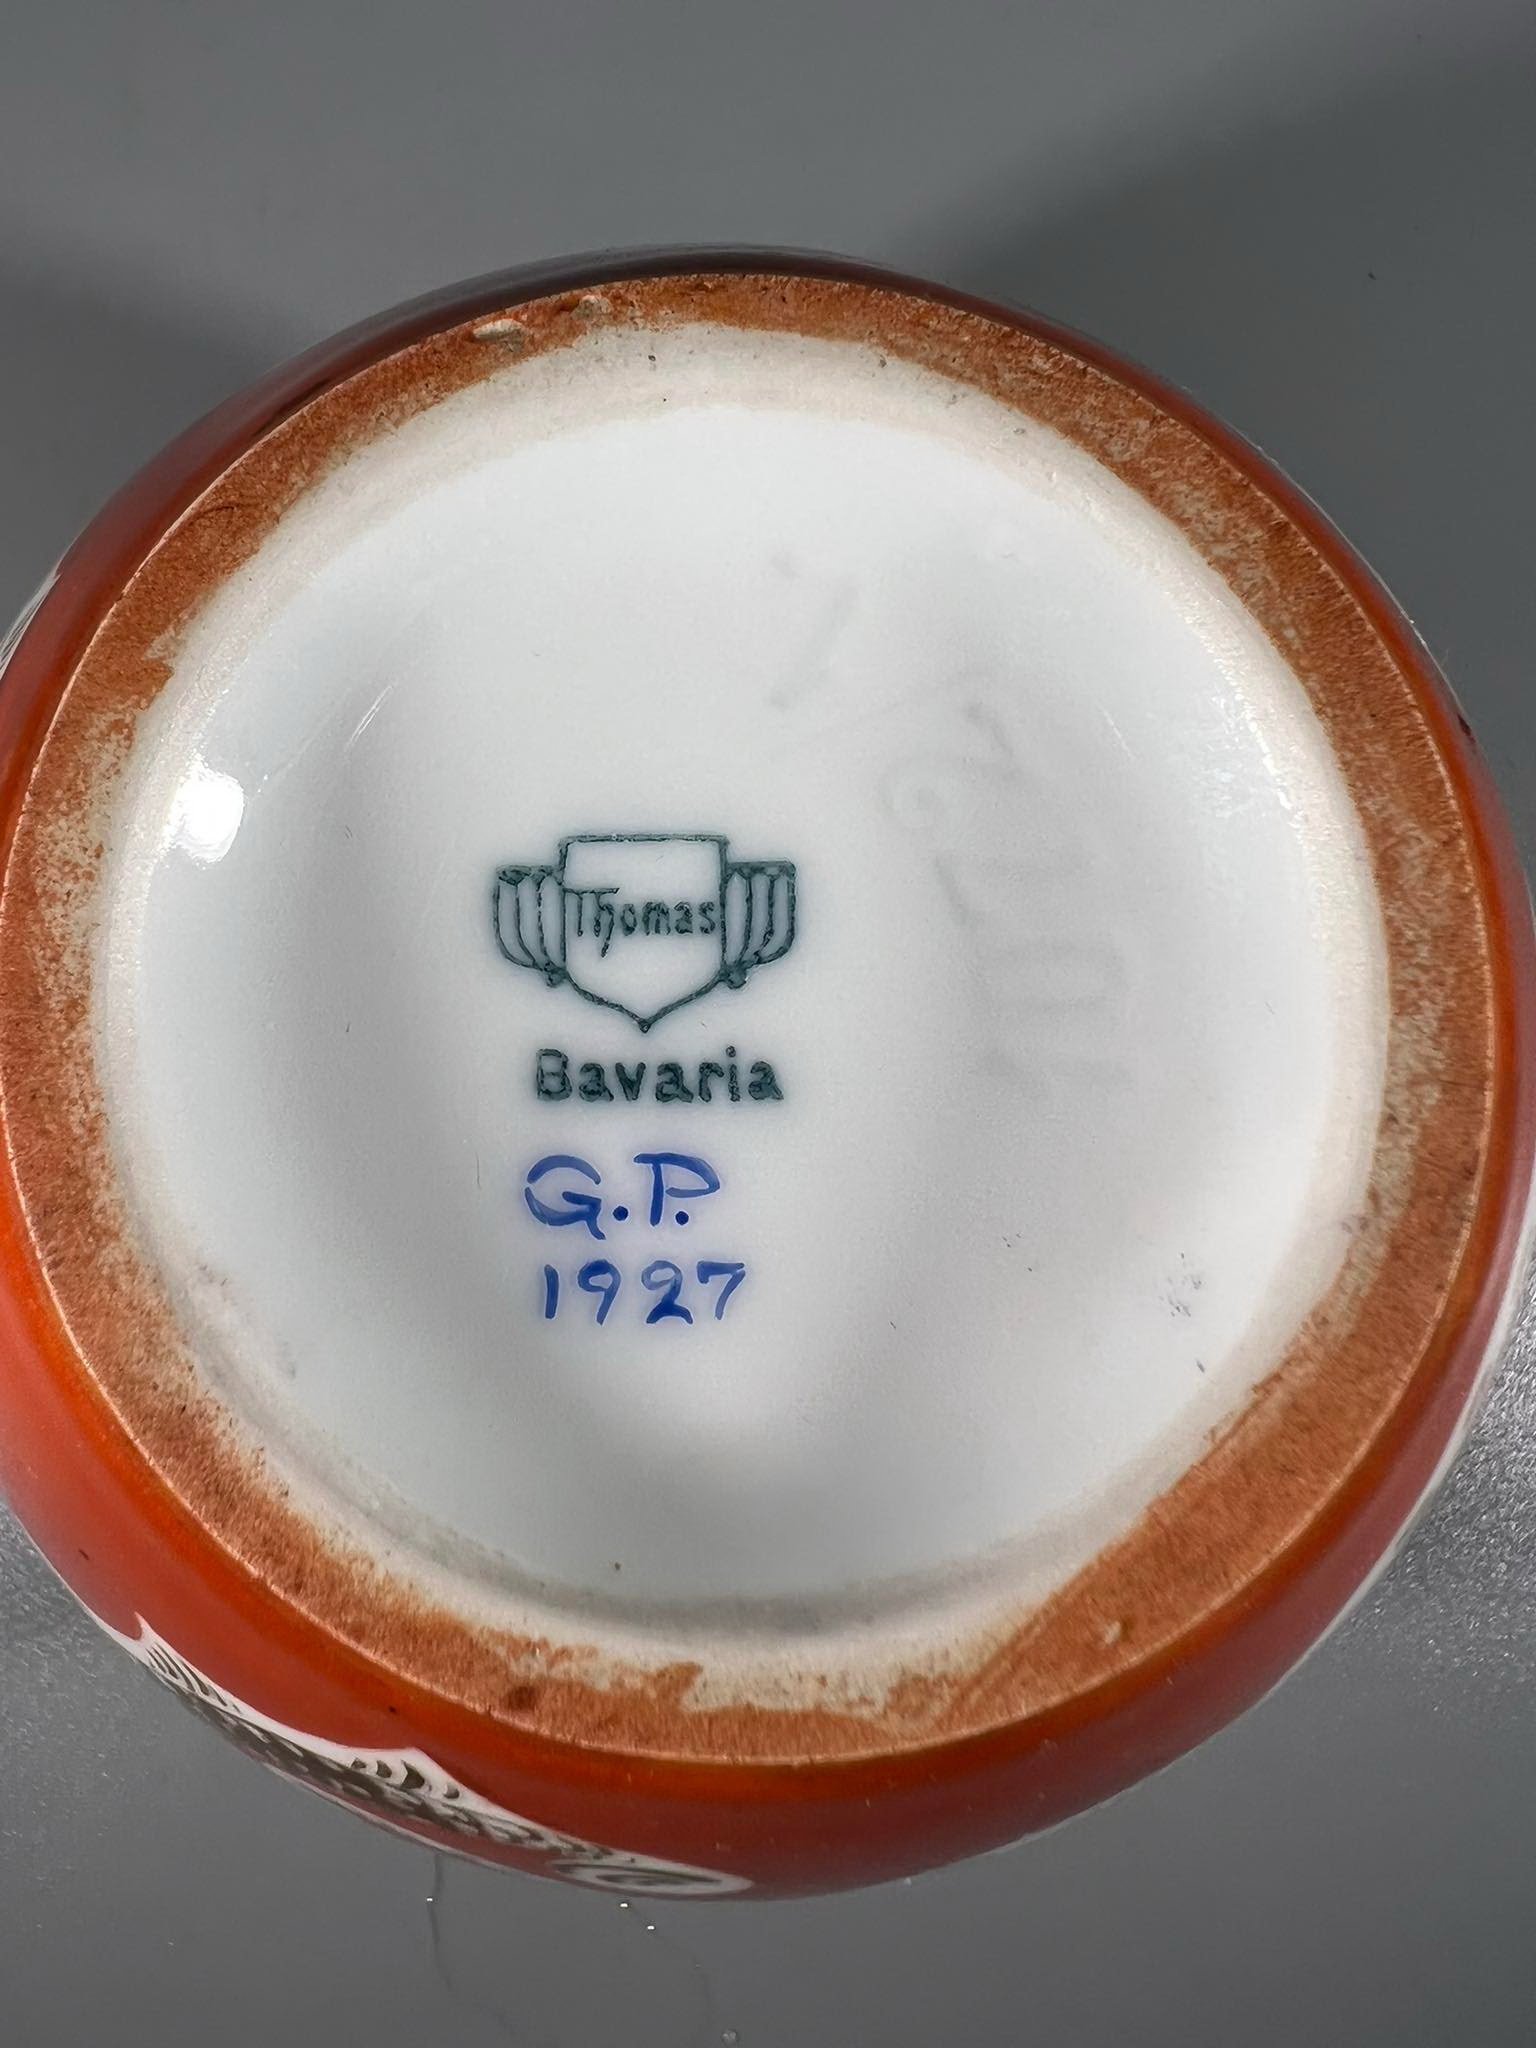 Thomas
Bavaria
G.P.
1927